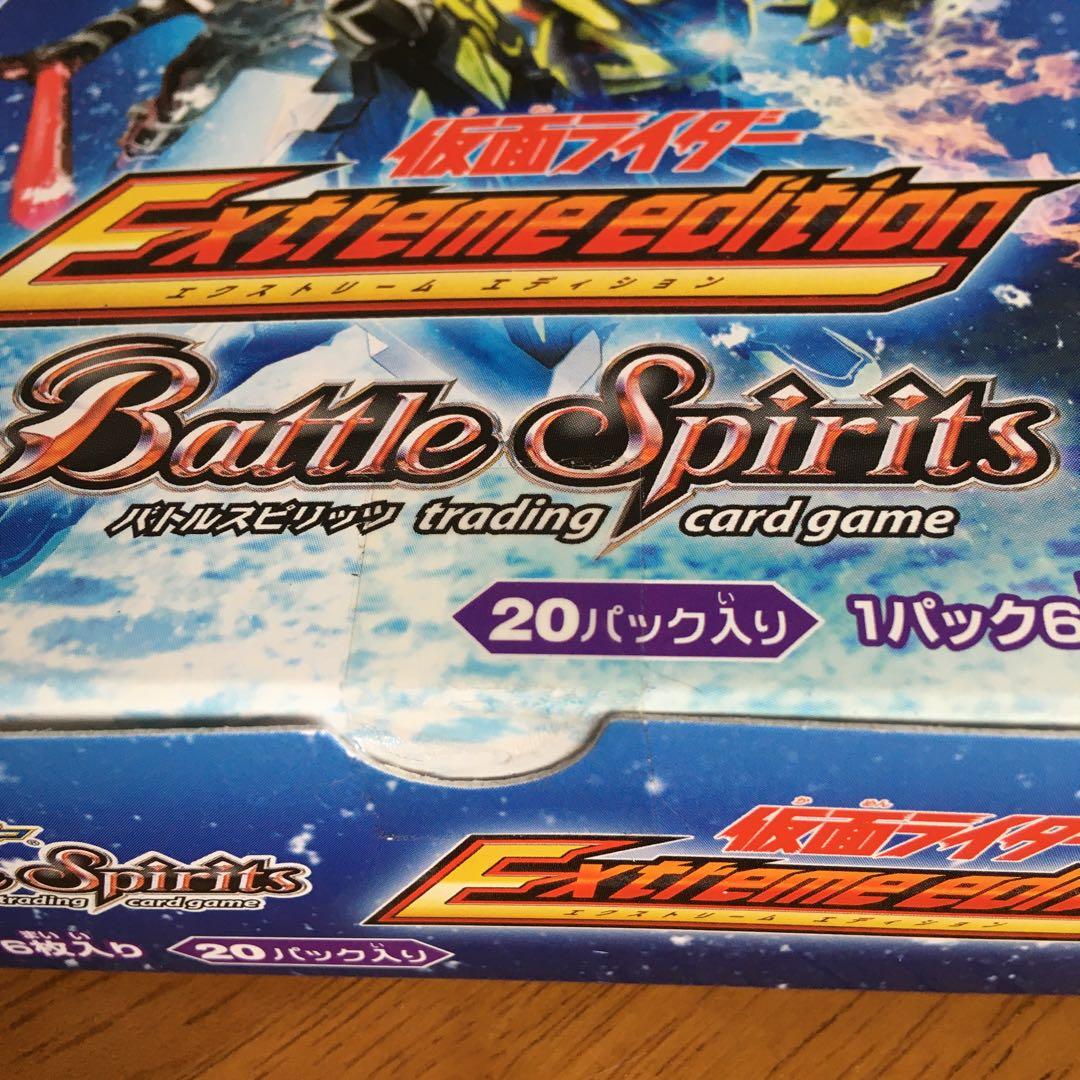 仮面ライダー
Extreme edition
エクストリーム エディション
Battle Spirits
バトルスピリッツ trading card game
20パック入り 1パック6
仮面ライダー
Spirits
trading card game
Extreme edi
エクストリーム エディション
6枚入り 20パック入り